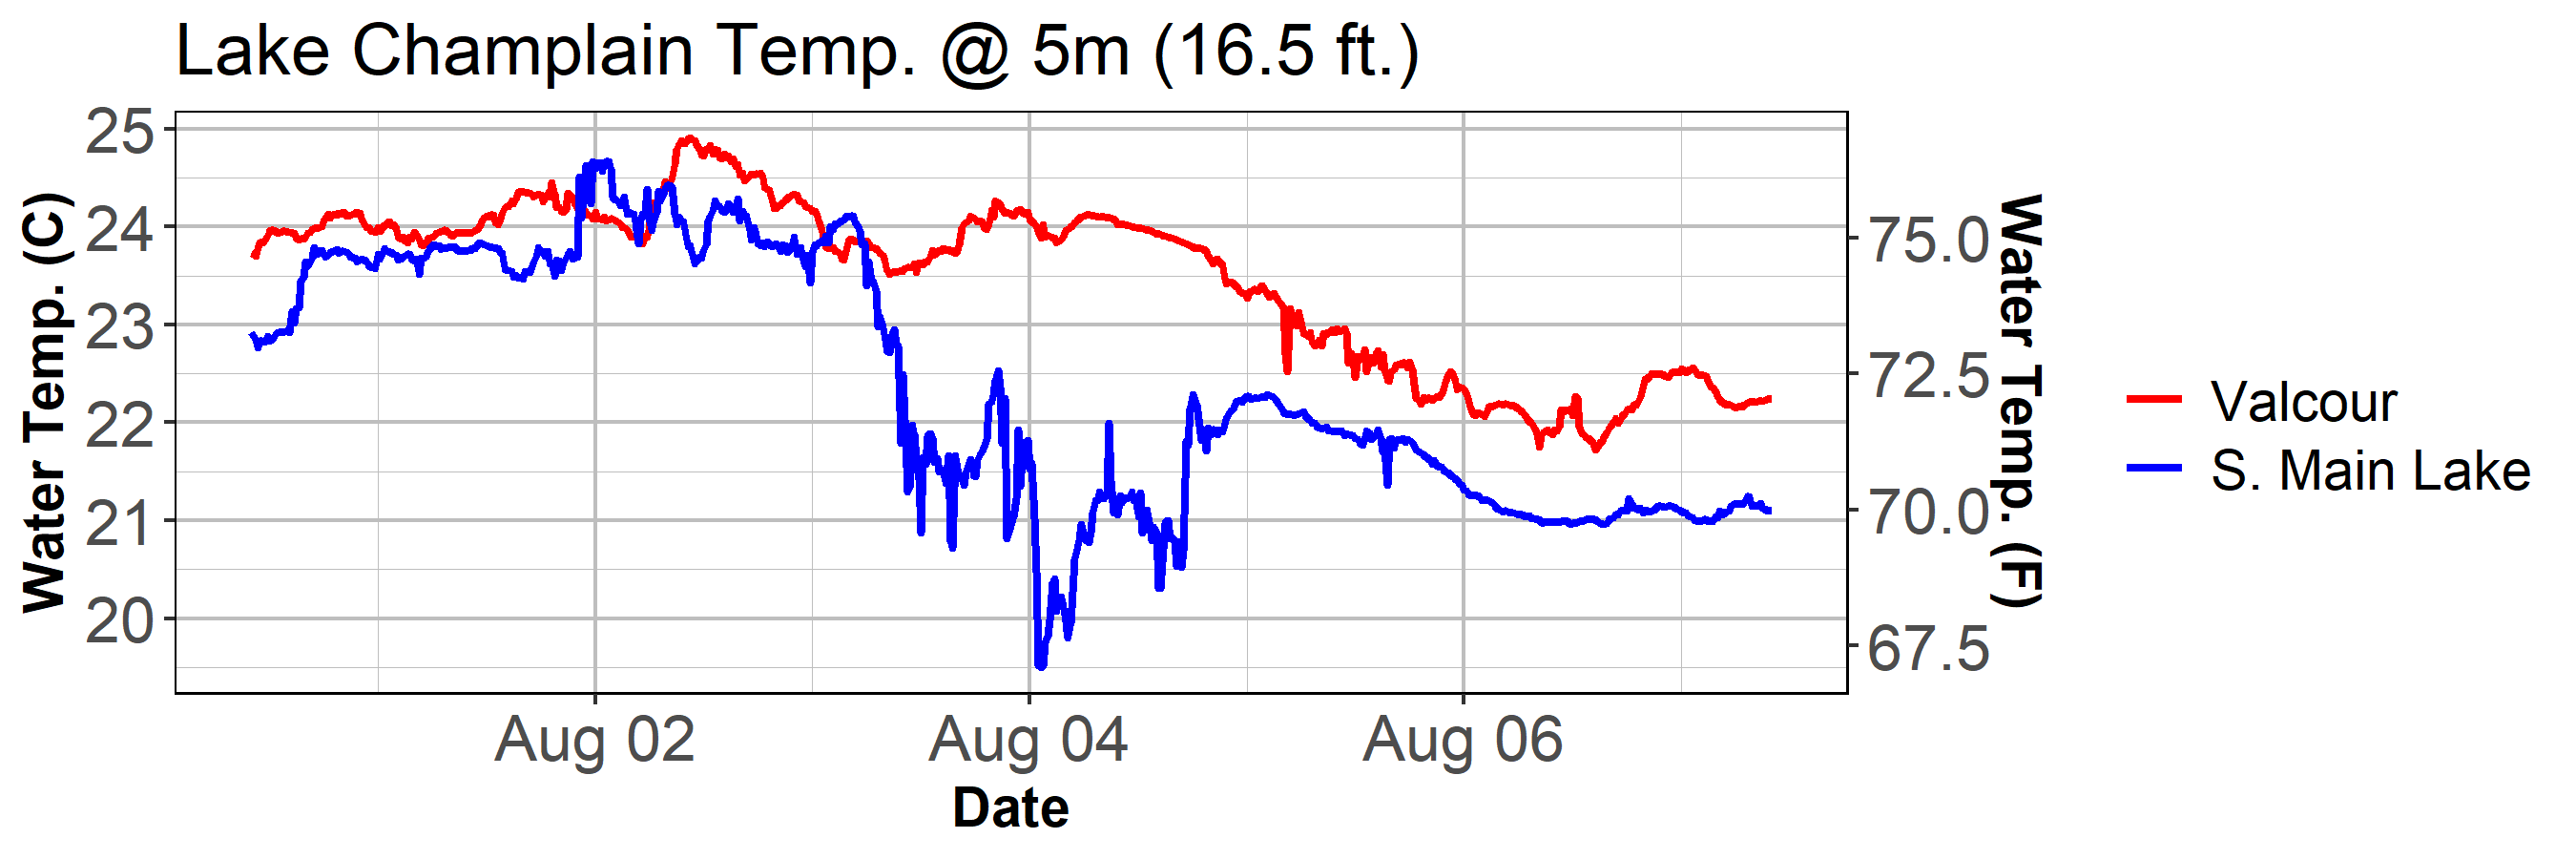 Lake Champlain Temp. @ 5m (16.5 ft.)
Water Temp. (C)
25
24
23
22
21
20
75.0
72.5
70.0
67.5
Water Temp. (F)
Aug 02
Aug 04
Aug 06
Date
Valcour
S. Main Lake